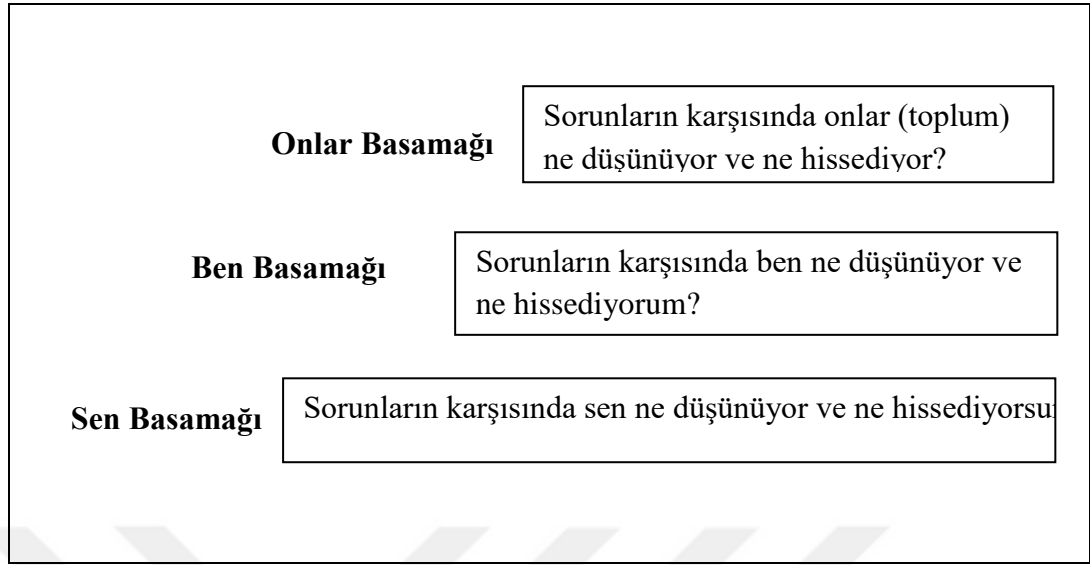 Onlar Basamağı
Sorunların karşısında onlar (toplum)
ne düşünüyor ve ne hissediyor?
Ben Basamağı
Sorunların karşısında ben ne düşünüyor ve
ne hissediyorum?
Sen Basamağı
Sorunların karşısında sen ne düşünüyor ve ne